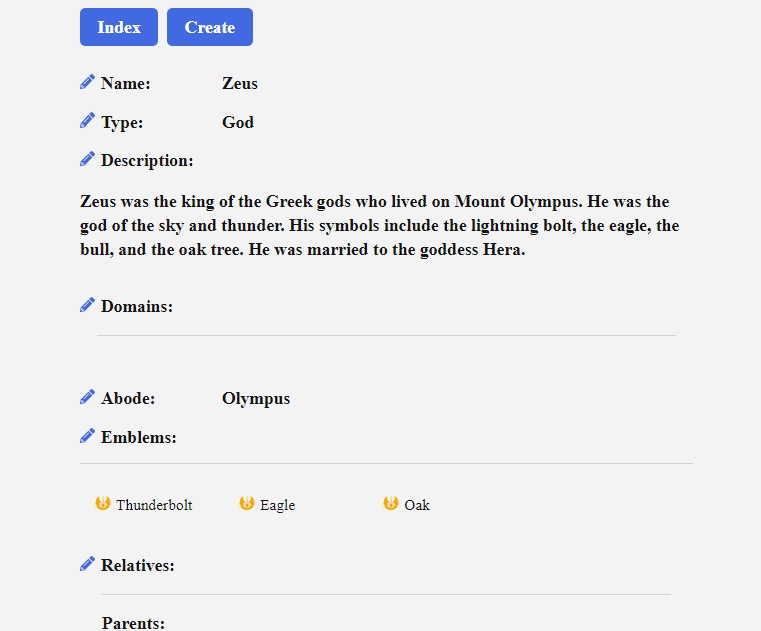 Index Create
Name: Zeus
Type: God
Description:
Zeus was the king of the Greek gods who lived on Mount Olympus. He was the
god of the sky and thunder. His symbols include the lightning bolt, the eagle, the
bull, and the oak tree. He was married to the goddess Hera.
Domains:
Abode: Olympus
Emblems:
Thunderbolt Eagle Oak
Relatives:
Parents: